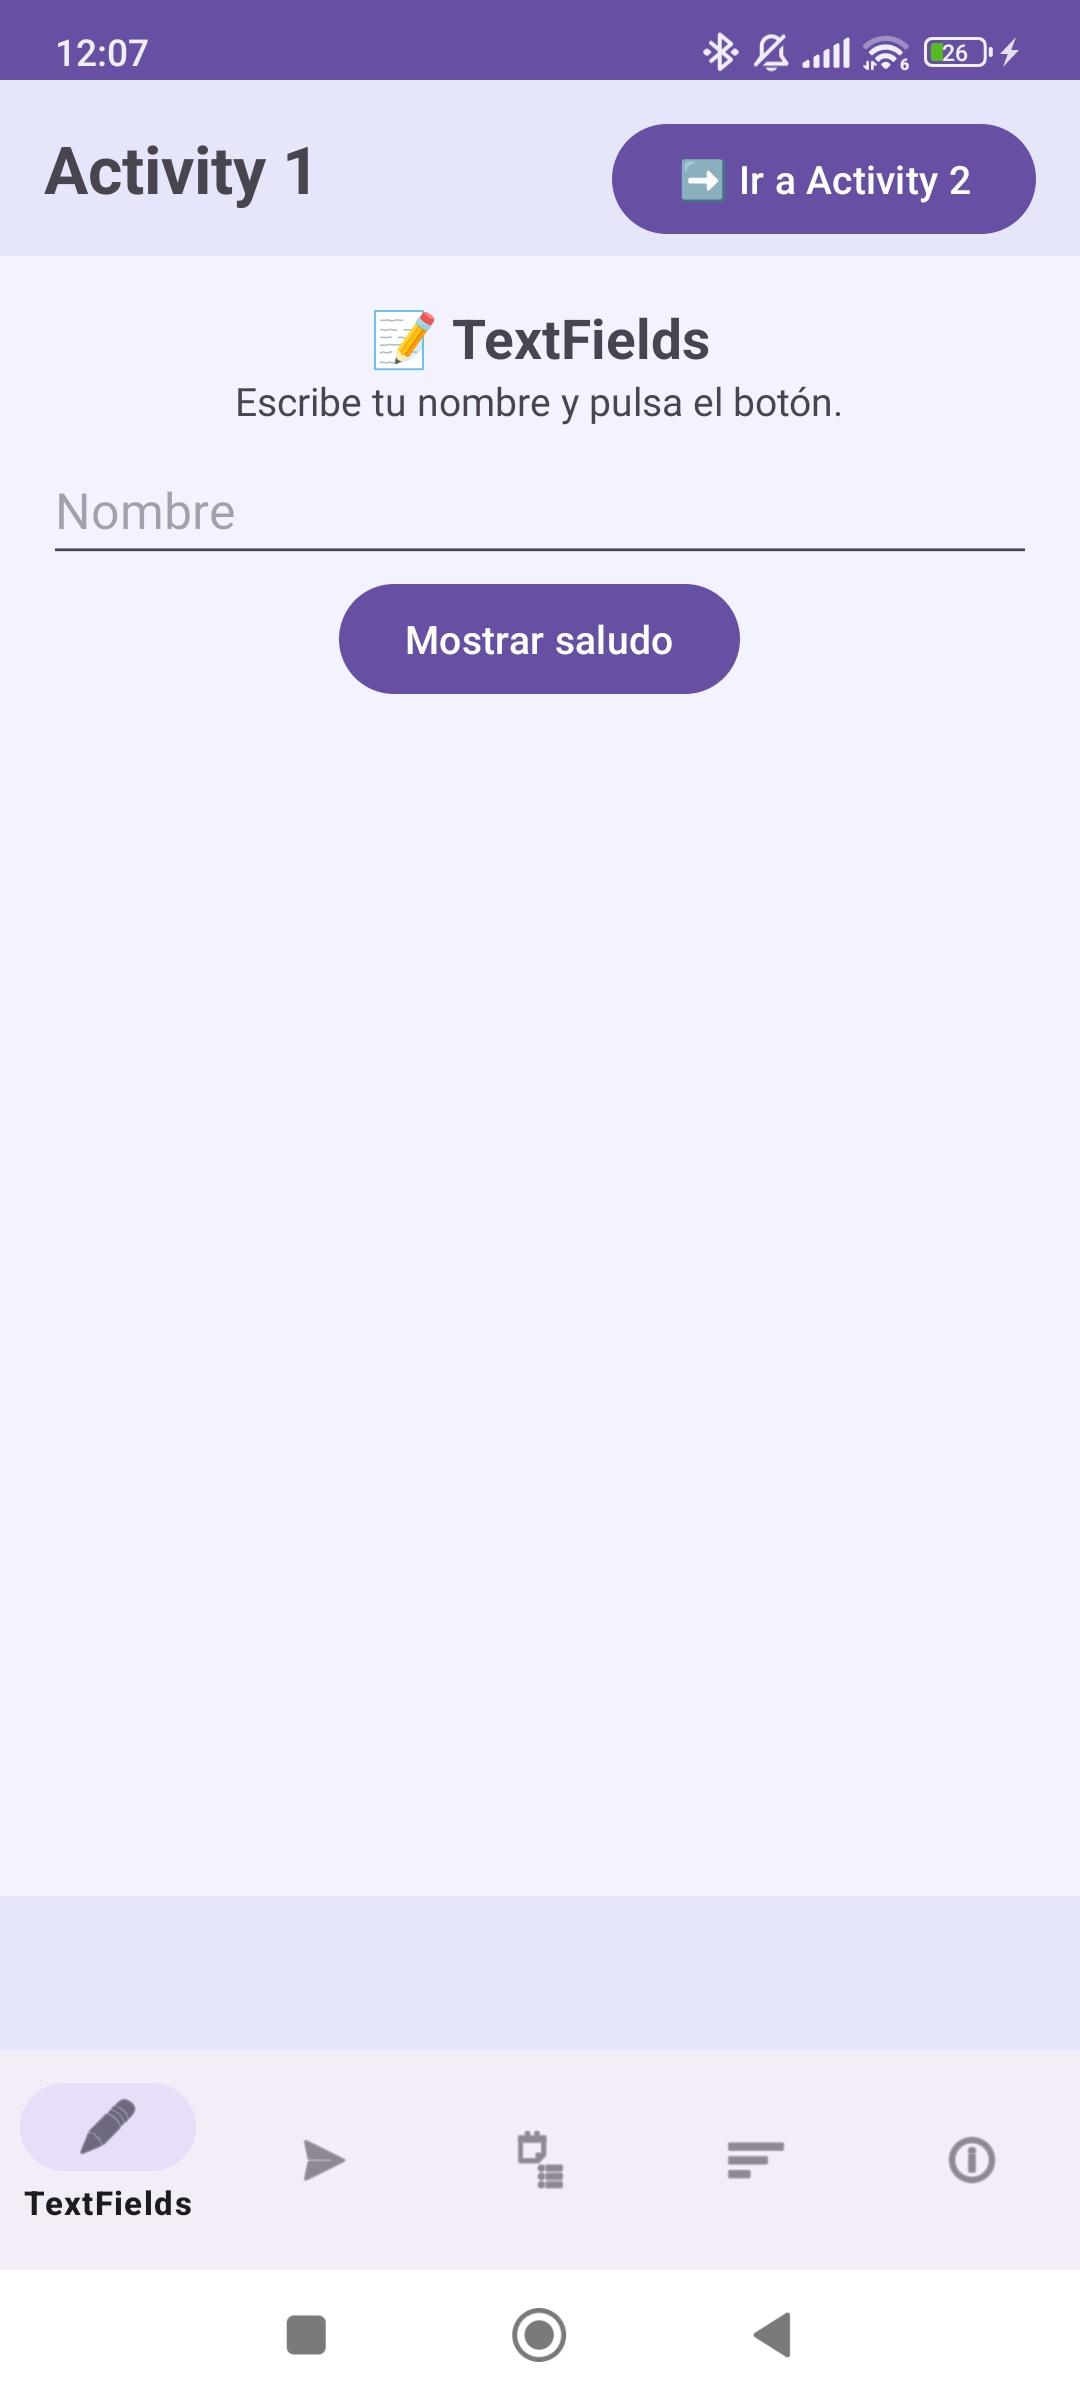 12:07
6
26
Activity 1
➡️ Ir a Activity 2
📝 TextFields
Escribe tu nombre y pulsa el botón.
Nombre
Mostrar saludo
TextFields